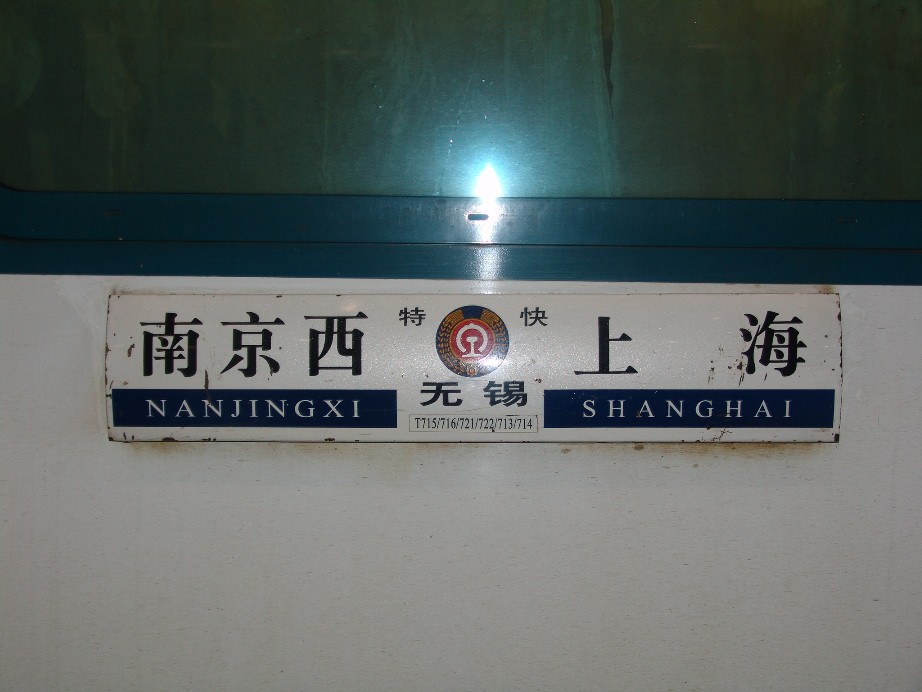 南京西 特 快 上 海
无 锡
NANJINGXI T715/716/721/722/713/714 SHANGHAI